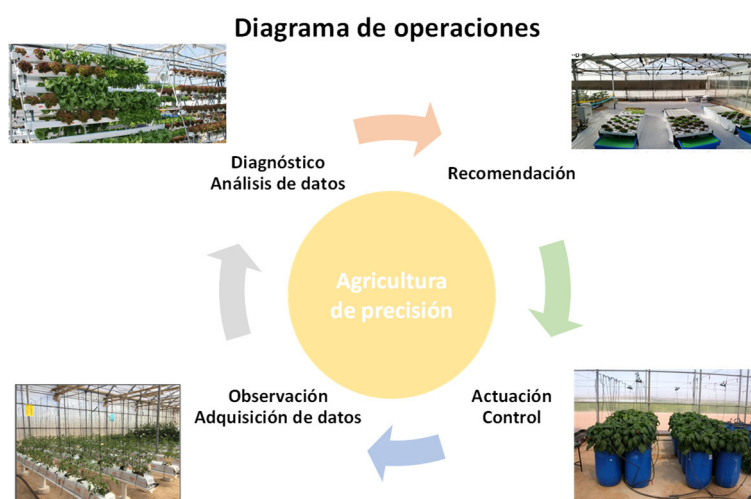 Diagrama de operaciones
Diagnóstico
Análisis de datos
Recomendación
Agricultura
de precisión
Observación
Adquisición de datos
Actuación
Control